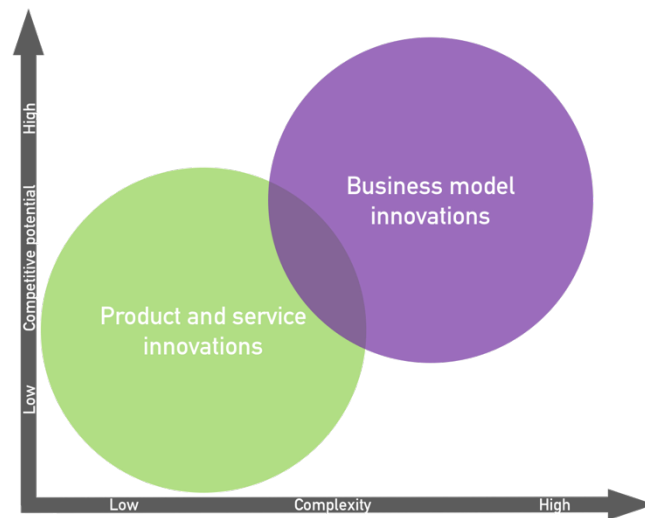 High
Competitive potential
Low
Business model
innovations
Product and service
innovations
Low
Complexity
High